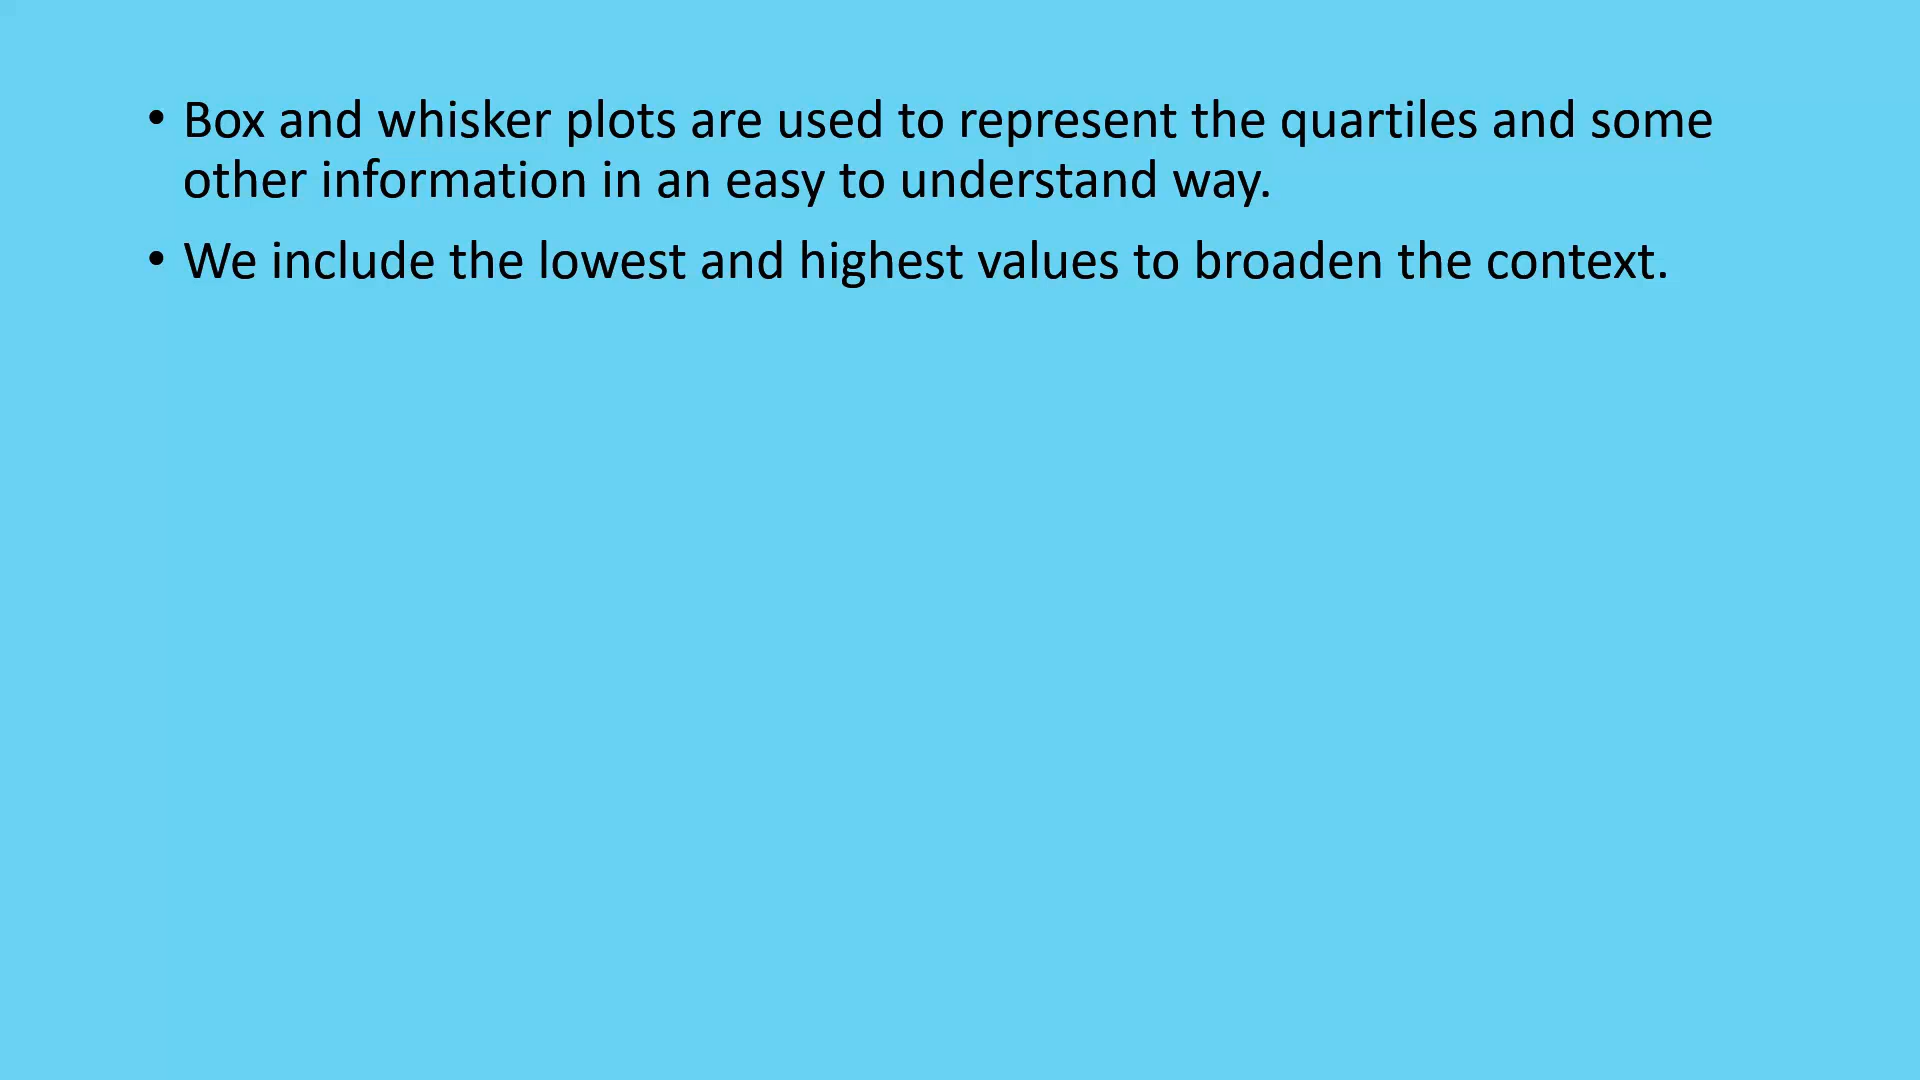 • Box and whisker plots are used to represent the quartiles and some
other information in an easy to understand way.
• We include the lowest and highest values to broaden the context.